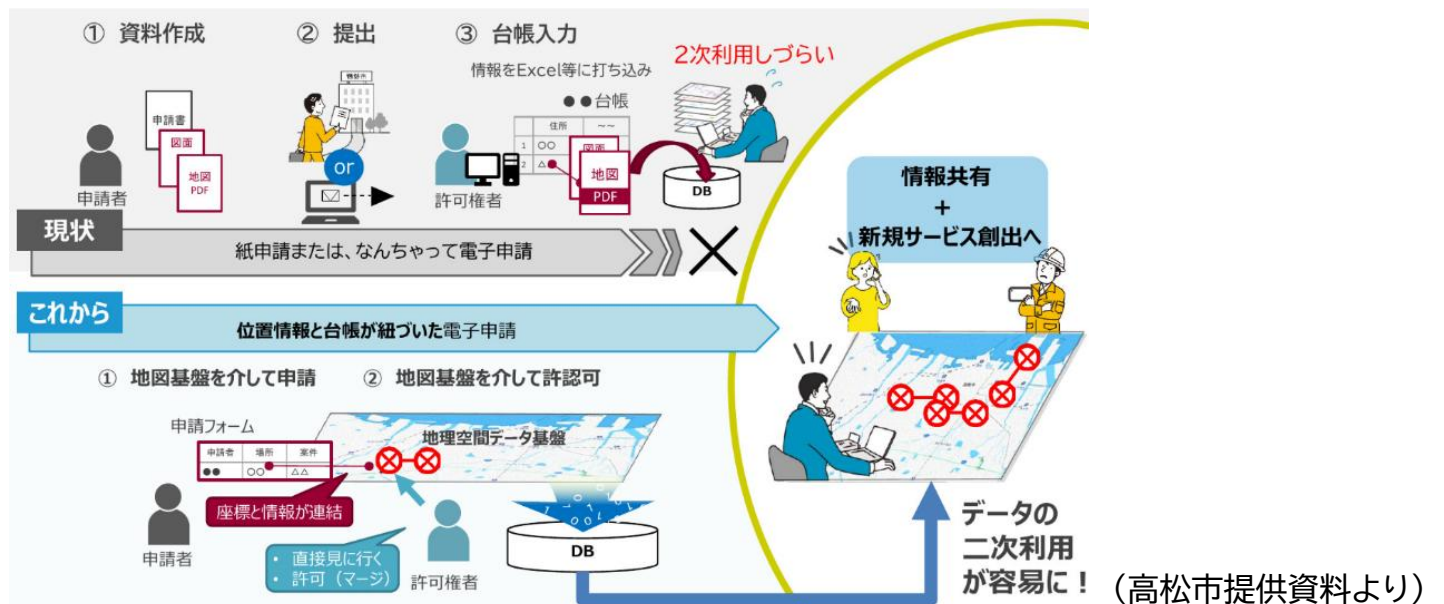 ① 資料作成
② 提出
③ 台帳入力
情報をExcel等に打ち込み
2次利用しづらい
●●台帳
申請書
図面
地図
PDF
申請者
or
許可権者
住所 ～～
1 ○○
2 △
図面
地図
PDF
DB
現状
紙申請または、なんちゃって電子申請
情報共有
+
新規サービス創出へ
これから
位置情報と台帳が紐づいた電子申請
① 地図基盤を介して申請
② 地図基盤を介して許認可
申請フォーム
申請者 場所 案件
●● ○○ △△
地理空間データ基盤
座標と情報が連結
申請者
・ 直接見に行く
・ 許可（マージ）
許可権者
DB
データの
二次利用
が容易に！
（高松市提供資料より）